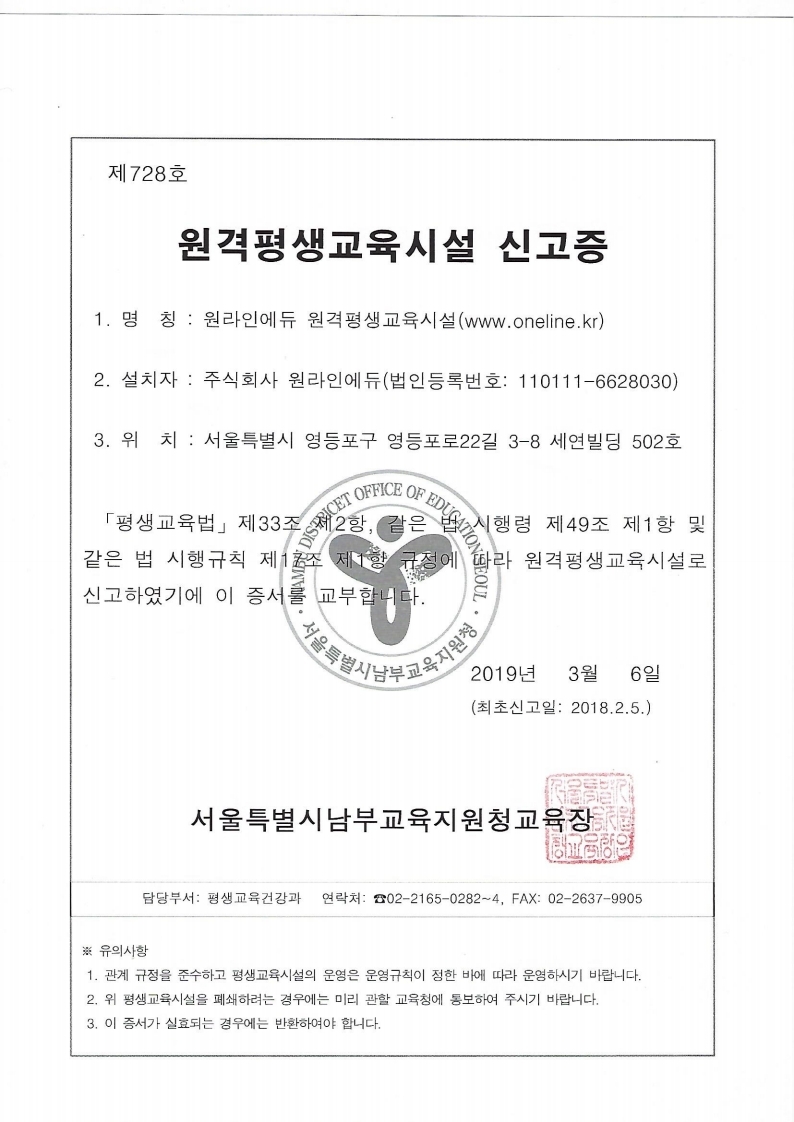 제728호
원격평생교육시설 신고증
1. 명 칭 : 원라인에듀 원격평생교육시설(www.oneline.kr)
2. 설치자 : 주식회사 원라인에듀(법인등록번호: 110111-6628030)
3. 위 치 : 서울특별시 영등포구 영등포로22길 3-8 세연빌딩 502호
「평생교육법」제33조 제2항, 같은 법 시행령 제49조 제1항 및
같은 법 시행규칙 제17조 제1항 규정에 따라 원격평생교육시설로
신고하였기에 이 증서를 교부합니다.
NAMBU DISTRICET OFFICE OF EDUCATION SEOUL
서울특별시남부교육지원청
2019년 3월 6일
(최초신고일: 2018.2.5.)
서울특별시남부교육지원청교육장
담당부서: 평생교육건강과 연락처: ☎02-2165-0282~4, FAX: 02-2637-9905
※ 유의사항
1. 관계 규정을 준수하고 평생교육시설의 운영은 운영규칙이 정한 바에 따라 운영하시기 바랍니다.
2. 위 평생교육시설을 폐쇄하려는 경우에는 미리 관할 교육청에 통보하여 주시기 바랍니다.
3. 이 증서가 실효되는 경우에는 반환하여야 합니다.